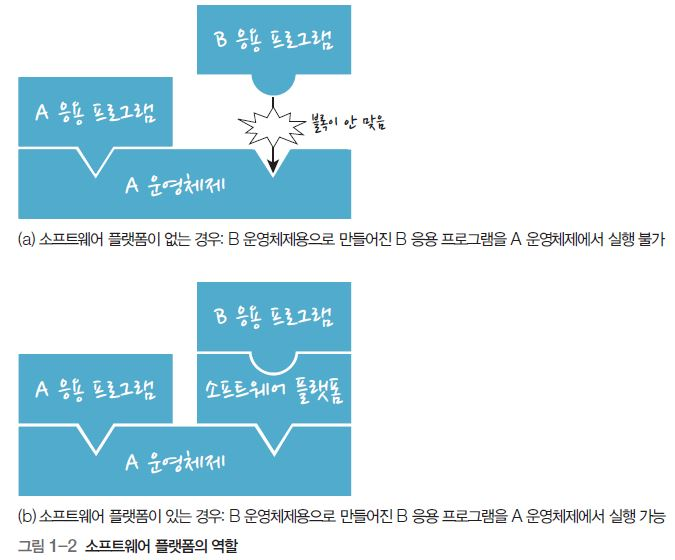 B 응용 프로그램
A 응용 프로그램
블록이 안 맞음
A 운영체제
(a) 소프트웨어 플랫폼이 없는 경우: B 운영체제용으로 만들어진 B 응용 프로그램을 A 운영체제에서 실행 불가
B 응용 프로그램
A 응용 프로그램
소프트웨어 플랫폼
A 운영체제
(b) 소프트웨어 플랫폼이 있는 경우: B 운영체제용으로 만들어진 B 응용 프로그램을 A 운영체제에서 실행 가능
그림 1-2 소프트웨어 플랫폼의 역할